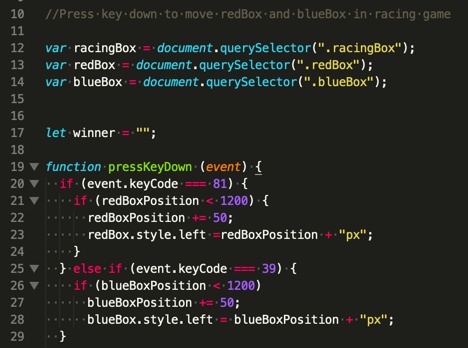 10 //Press key down to move redBox and blueBox in racing game
11
12 var racingBox = document.querySelector(".racingBox");
13 var redBox = document.querySelector(".redBox");
14 var blueBox = document.querySelector(".blueBox");
15
16
17 let winner = "";
18
19 function pressKeyDown (event) {
20 if (event.keyCode === 81) {
21 if (redBoxPosition < 1200) {
22 redBoxPosition += 50;
23 redBox.style.left =redBoxPosition + "px";
24 }
25 } else if (event.keyCode === 39) {
26 if (blueBoxPosition < 1200)
27 blueBoxPosition += 50;
28 blueBox.style.left = blueBoxPosition + "px";
29 }